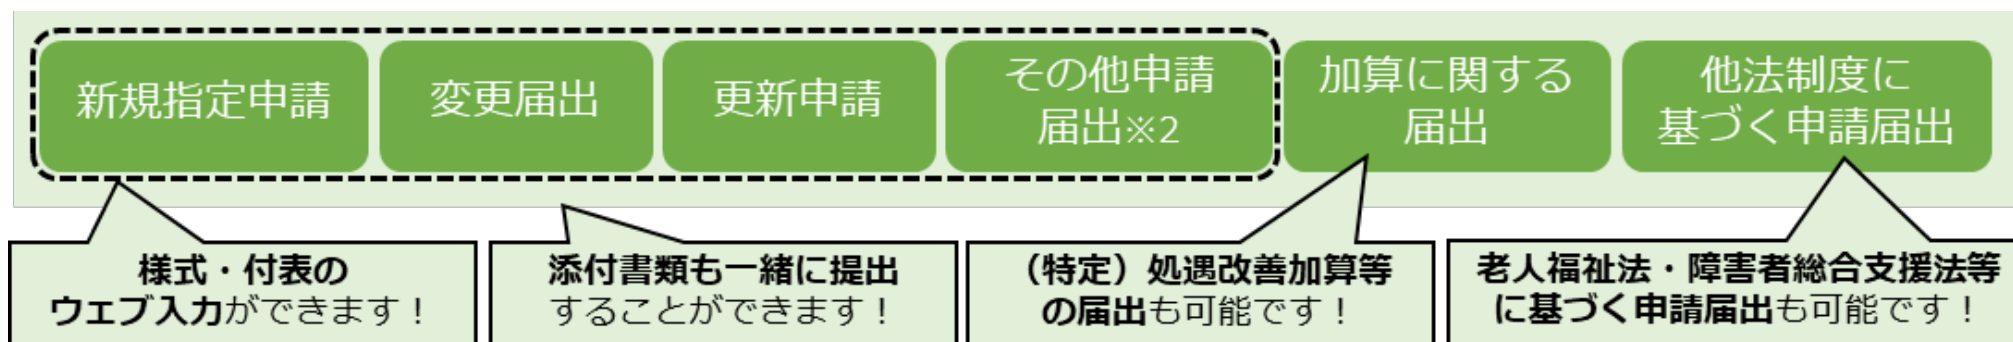 新規指定申請
変更届出
更新申請
その他申請
届出※2
加算に関する
届出
他法制度に
基づく申請届出
様式・付表の
ウェブ入力ができます！
添付書類も一緒に提出
することができます！
（特定）処遇改善加算等
の届出も可能です！
老人福祉法・障害者総合支援法等
に基づく申請届出も可能です！